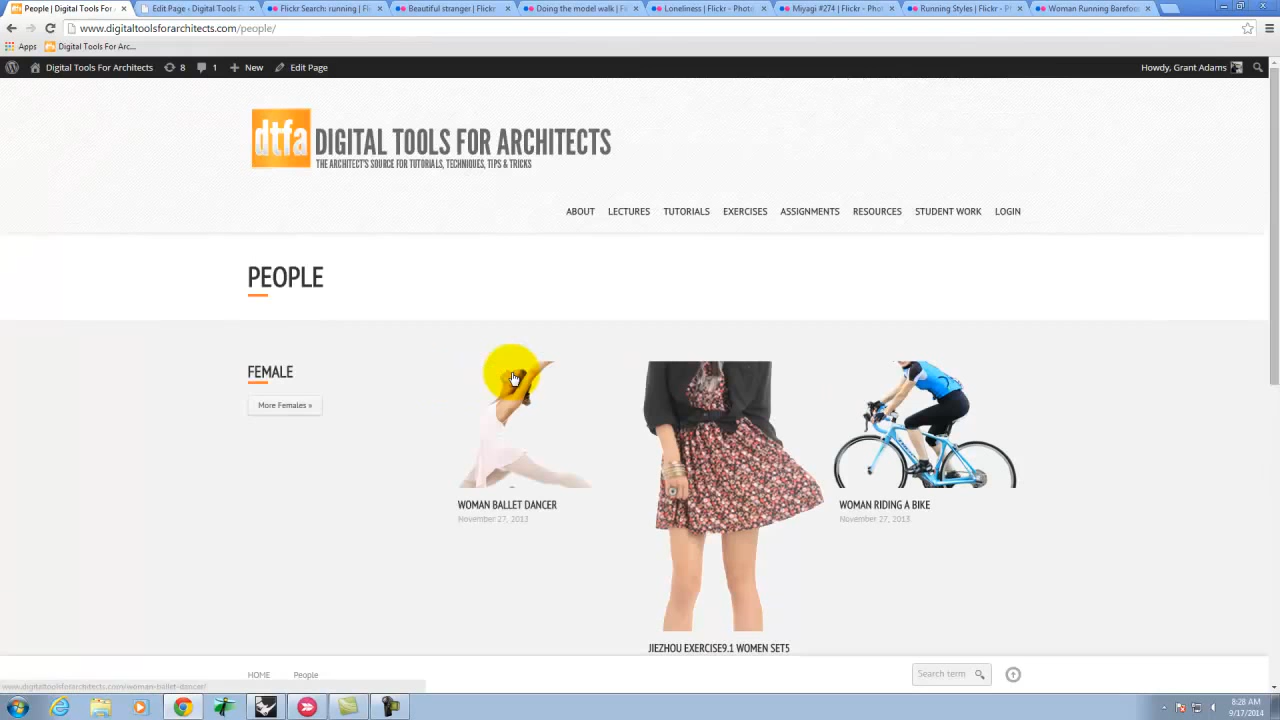 People | Digital Tools For A
Edit Page ‹ Digital Tools F
Flickr Search: running | Fl
Beautiful stranger | Flickr
Doing the model walk | Fl
Loneliness | Flickr - Photo
Miyagi #274 | Flickr - Phot
Running Styles | Flickr - P
Woman Running Barefoo
www.digitaltoolsforarchitects.com/people/
Apps
Digital Tools For Arc...
Digital Tools For Architects
8
1
New
Edit Page
Howdy, Grant Adams
dtfa DIGITAL TOOLS FOR ARCHITECTS
THE ARCHITECT'S SOURCE FOR TUTORIALS, TECHNIQUES, TIPS & TRICKS
ABOUT LECTURES TUTORIALS EXERCISES ASSIGNMENTS RESOURCES STUDENT WORK LOGIN
PEOPLE
FEMALE
More Females »
WOMAN BALLET DANCER
November 27, 2013
WOMAN RIDING A BIKE
November 27, 2013
JIEZHOU EXERCISE9.1 WOMEN SET5
HOME People
Search term
www.digitaltoolsforarchitects.com/woman-ballet-dancer/
8:28 AM
9/17/2014